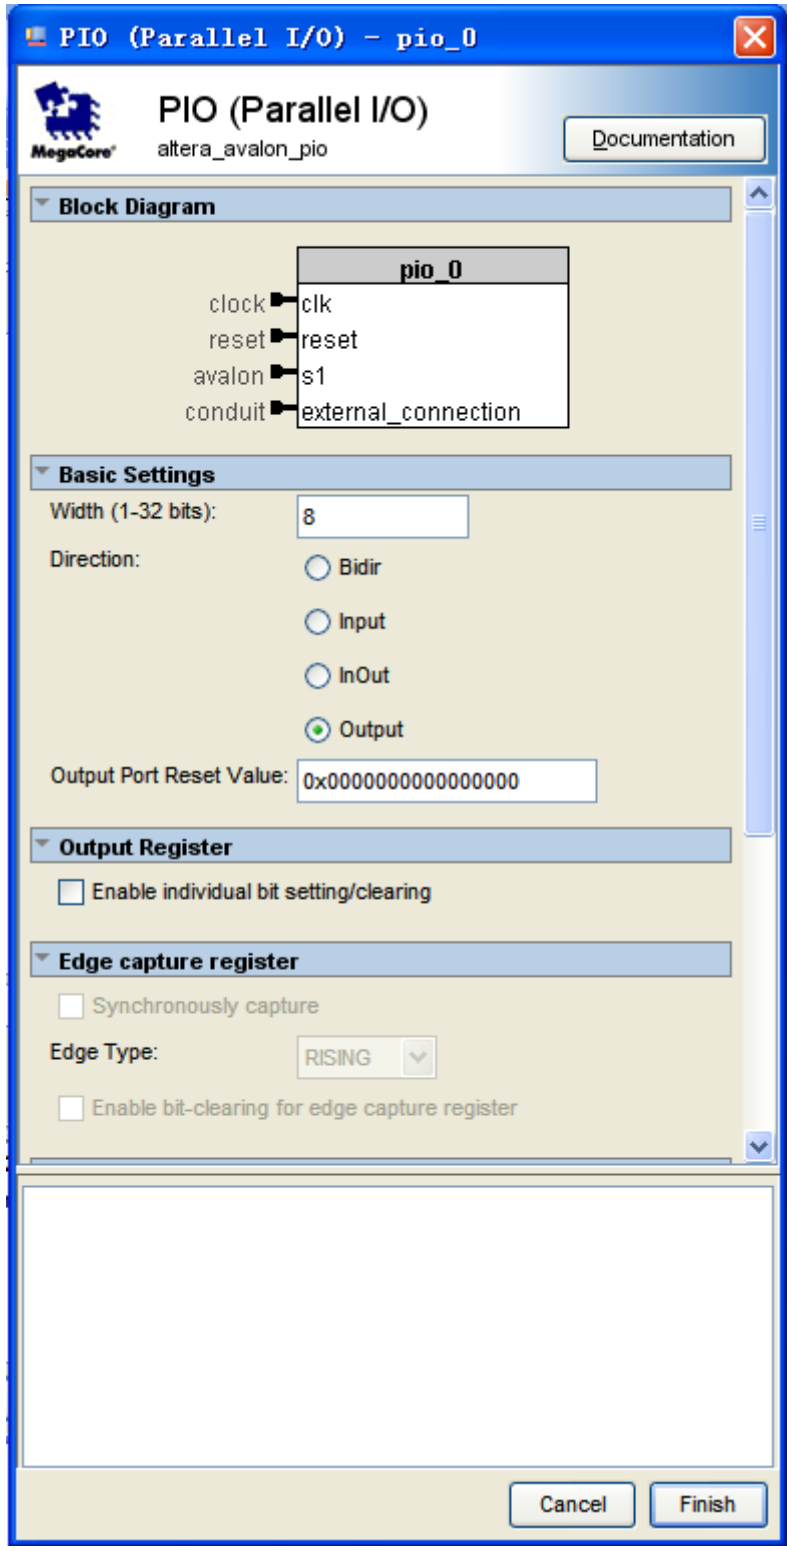 PIO (Parallel I/O) - pio_0
PIO (Parallel I/O)
MegaCore®
altera_avalon_pio
Documentation
Block Diagram
pio_0
clock clk
reset reset
avalon s1
conduit external_connection
Basic Settings
Width (1-32 bits): 8
Direction: Bidir
Input
InOut
Output
Output Port Reset Value: 0x0000000000000000
Output Register
Enable individual bit setting/clearing
Edge capture register
Synchronously capture
Edge Type: RISING
Enable bit-clearing for edge capture register
Cancel Finish